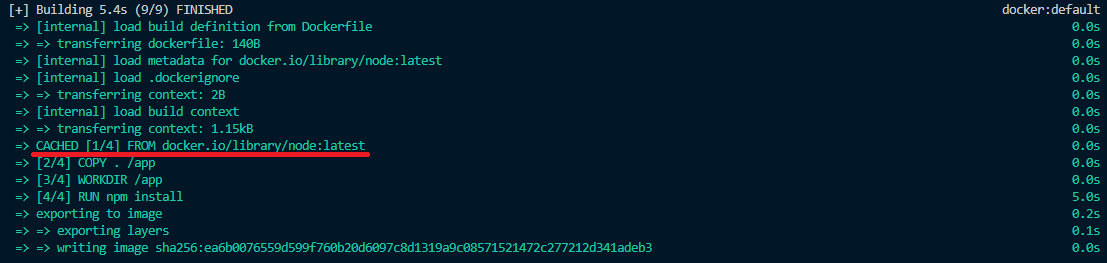 [+] Building 5.4s (9/9) FINISHED docker:default
=> [internal] load build definition from Dockerfile 0.0s
=> => transferring dockerfile: 140B 0.0s
=> [internal] load metadata for docker.io/library/node:latest 0.0s
=> [internal] load .dockerignore 0.0s
=> => transferring context: 2B 0.0s
=> [internal] load build context 0.0s
=> => transferring context: 1.15kB 0.0s
=> CACHED [1/4] FROM docker.io/library/node:latest 0.0s
=> [2/4] COPY . /app 0.0s
=> [3/4] WORKDIR /app 0.0s
=> [4/4] RUN npm install 5.0s
=> exporting to image 0.2s
=> => exporting layers 0.1s
=> => writing image sha256:ea6b0076559d599f760b20d6097c8d1319a9c08571521472c277212d341adeb3 0.0s